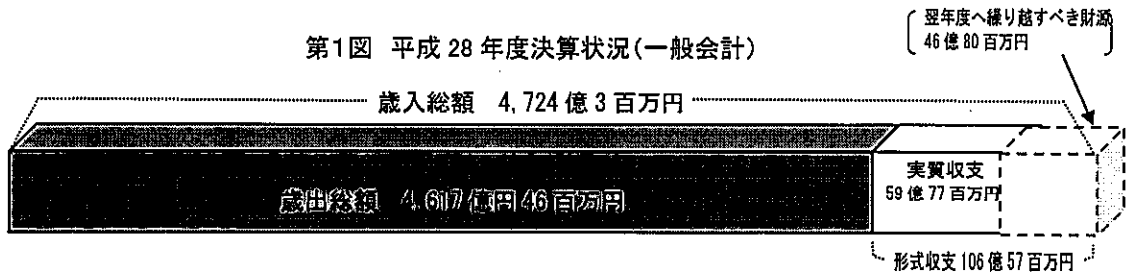 翌年度へ繰り越すべき財源
46億80百万円
第1図 平成28年度決算状況(一般会計)
歳入総額 4,724億3百万円
実質収支
59億77百万円
歳出総額 4,617億円46百万円
形式収支106億57百万円